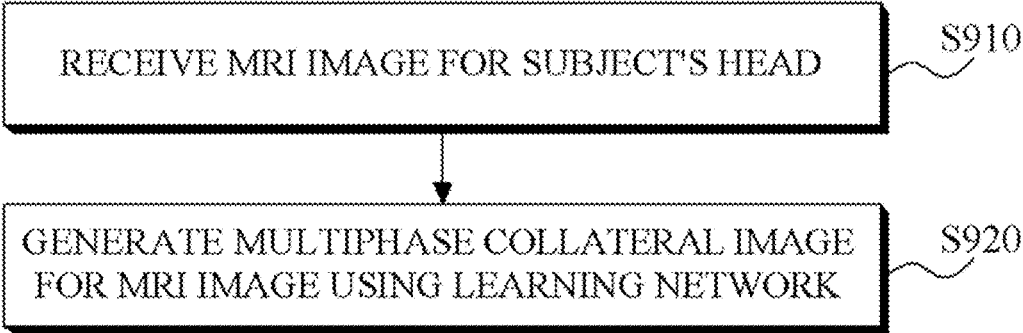 RECEIVE MRI IMAGE FOR SUBJECT'S HEAD
S910
GENERATE MULTIPHASE COLLATERAL IMAGE
FOR MRI IMAGE USING LEARNING NETWORK
S920